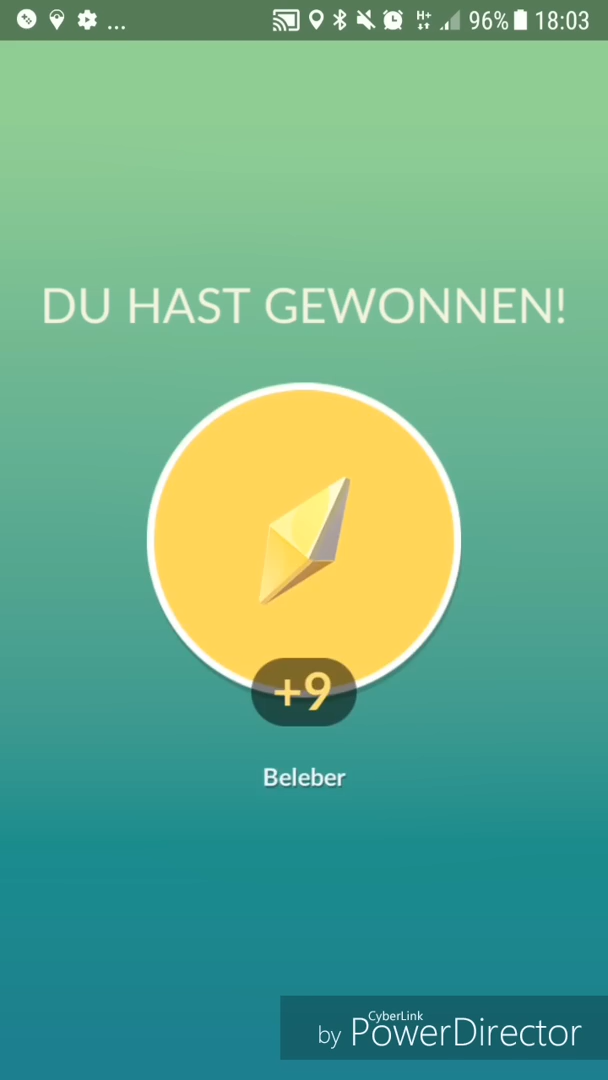 ... H+ 96% 18:03
DU HAST GEWONNEN!
+9
Beleber
CyberLink
by PowerDirector